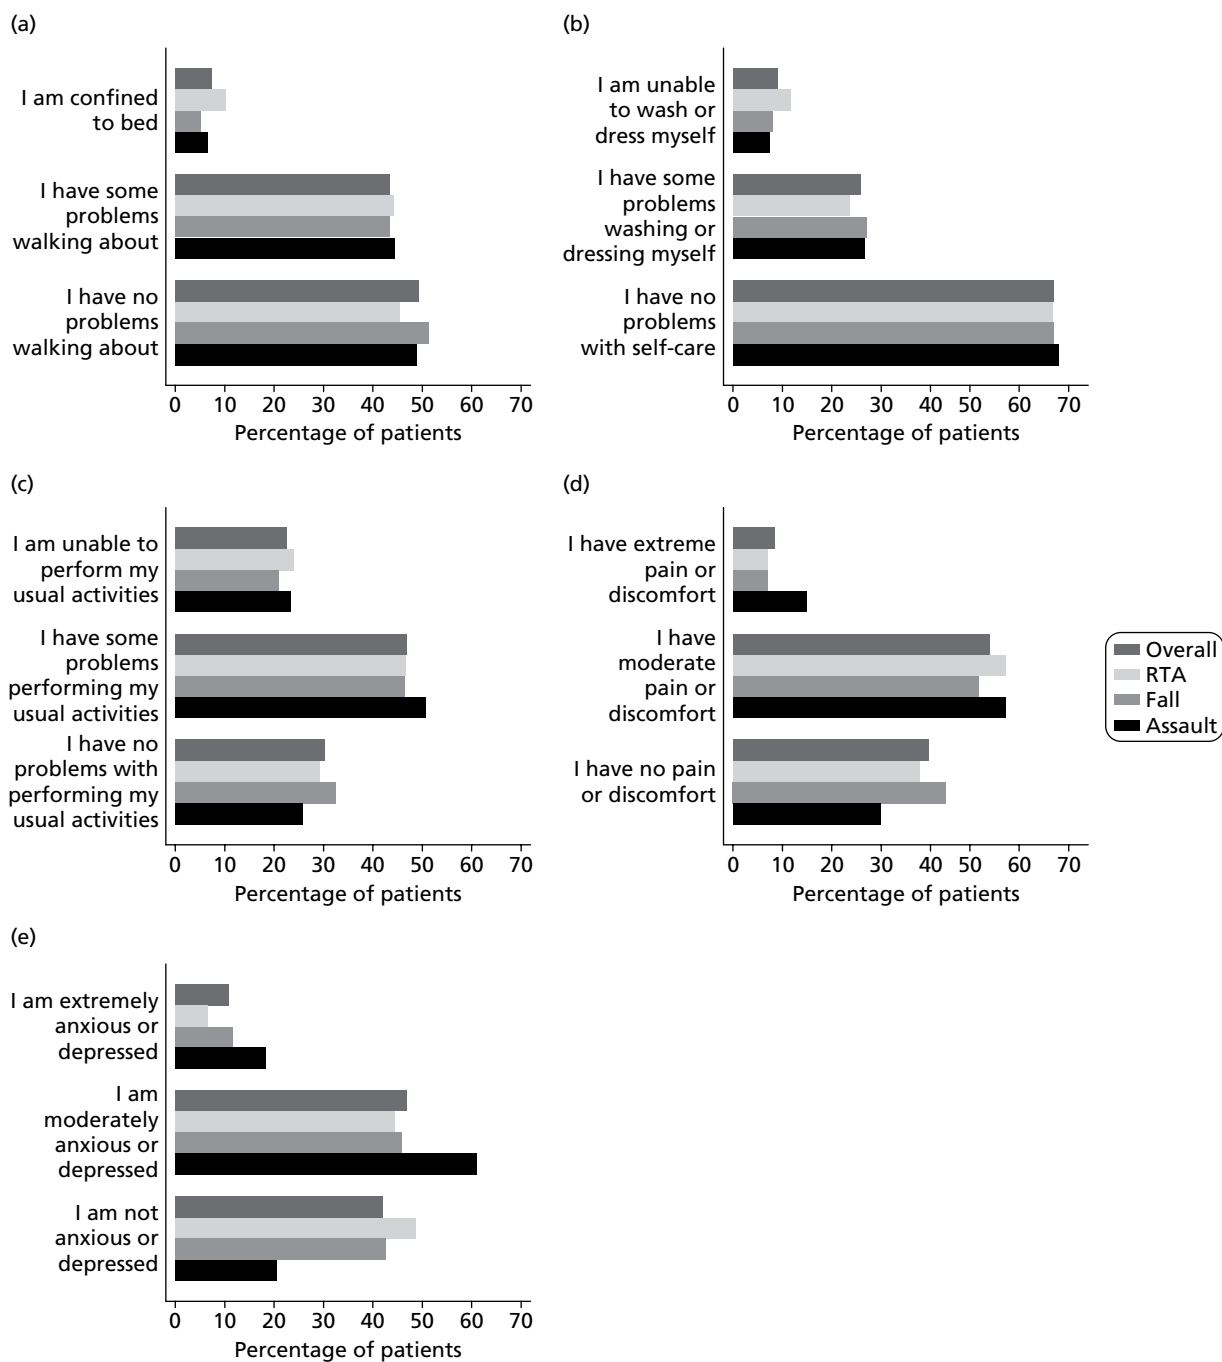 (a)
I am confined
to bed
I have some
problems
walking about
I have no
problems
walking about
0 10 20 30 40 50 60 70
Percentage of patients
(b)
I am unable
to wash or
dress myself
I have some
problems
washing or
dressing myself
I have no
problems
with self-care
0 10 20 30 40 50 60 70
Percentage of patients
(c)
I am unable to
perform my
usual activities
I have some
problems
performing my
usual activities
I have no
problems with
performing my
usual activities
0 10 20 30 40 50 60 70
Percentage of patients
(d)
I have extreme
pain or
discomfort
I have
moderate
pain or
discomfort
I have no pain
or discomfort
0 10 20 30 40 50 60 70
Percentage of patients
Overall
RTA
Fall
Assault
(e)
I am extremely
anxious or
depressed
I am
moderately
anxious or
depressed
I am not
anxious or
depressed
0 10 20 30 40 50 60 70
Percentage of patients